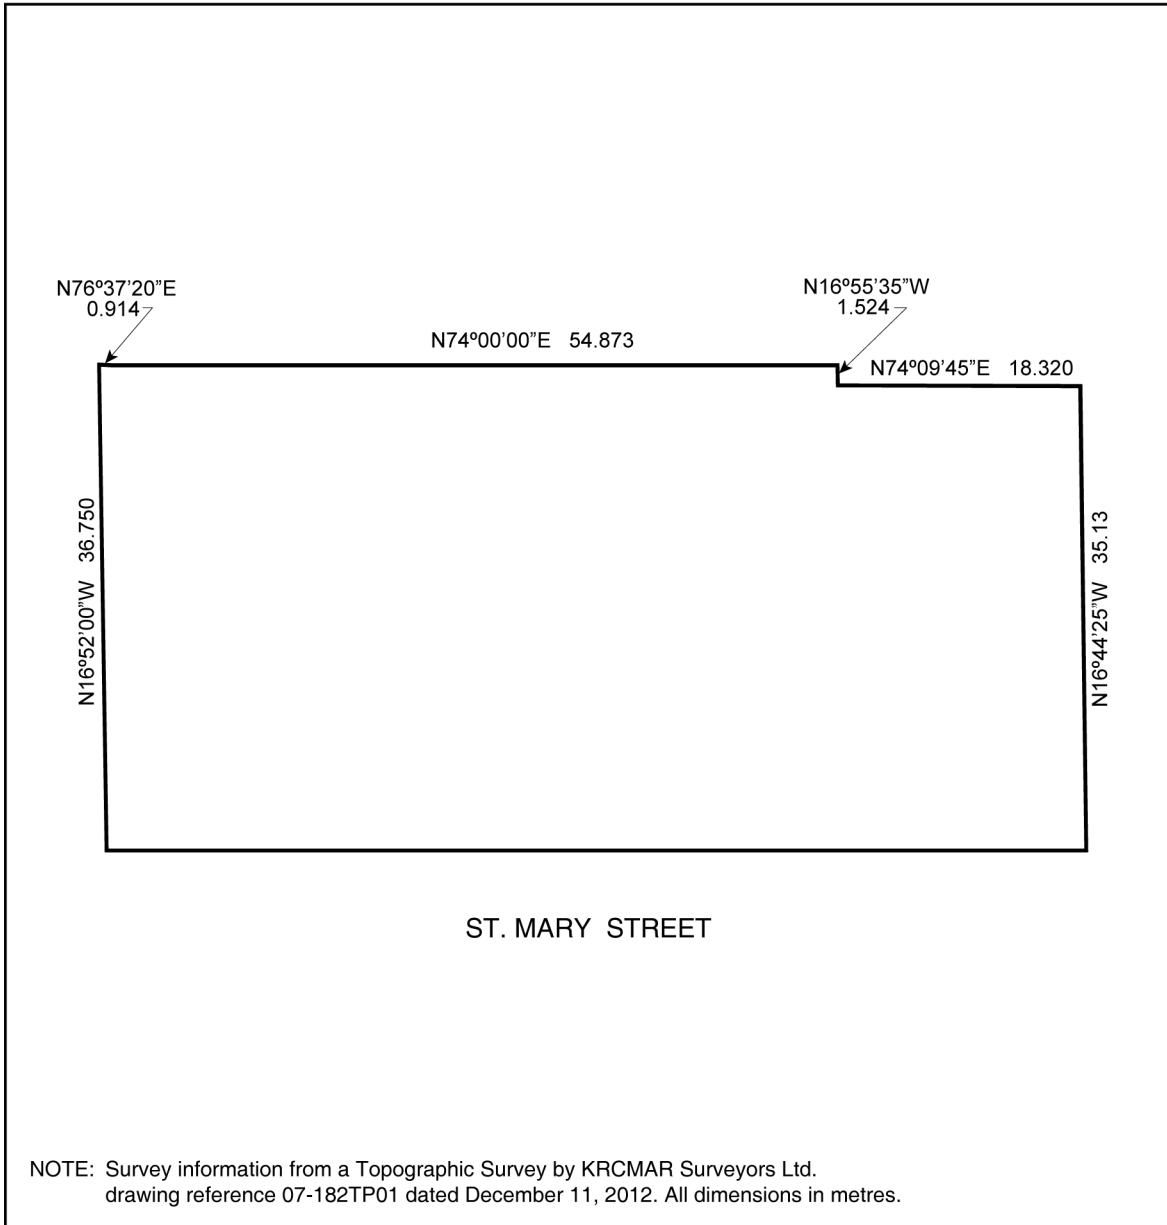 N76º37’20”E
0.914
N16º55’35”W
1.524
N74º00’00”E 54.873
N74º09’45”E 18.320
N16º52’00”W 36.750
N16º44’25”W 35.13
ST. MARY STREET
NOTE: Survey information from a Topographic Survey by KRCMAR Surveyors Ltd.
drawing reference 07-182TP01 dated December 11, 2012. All dimensions in metres.